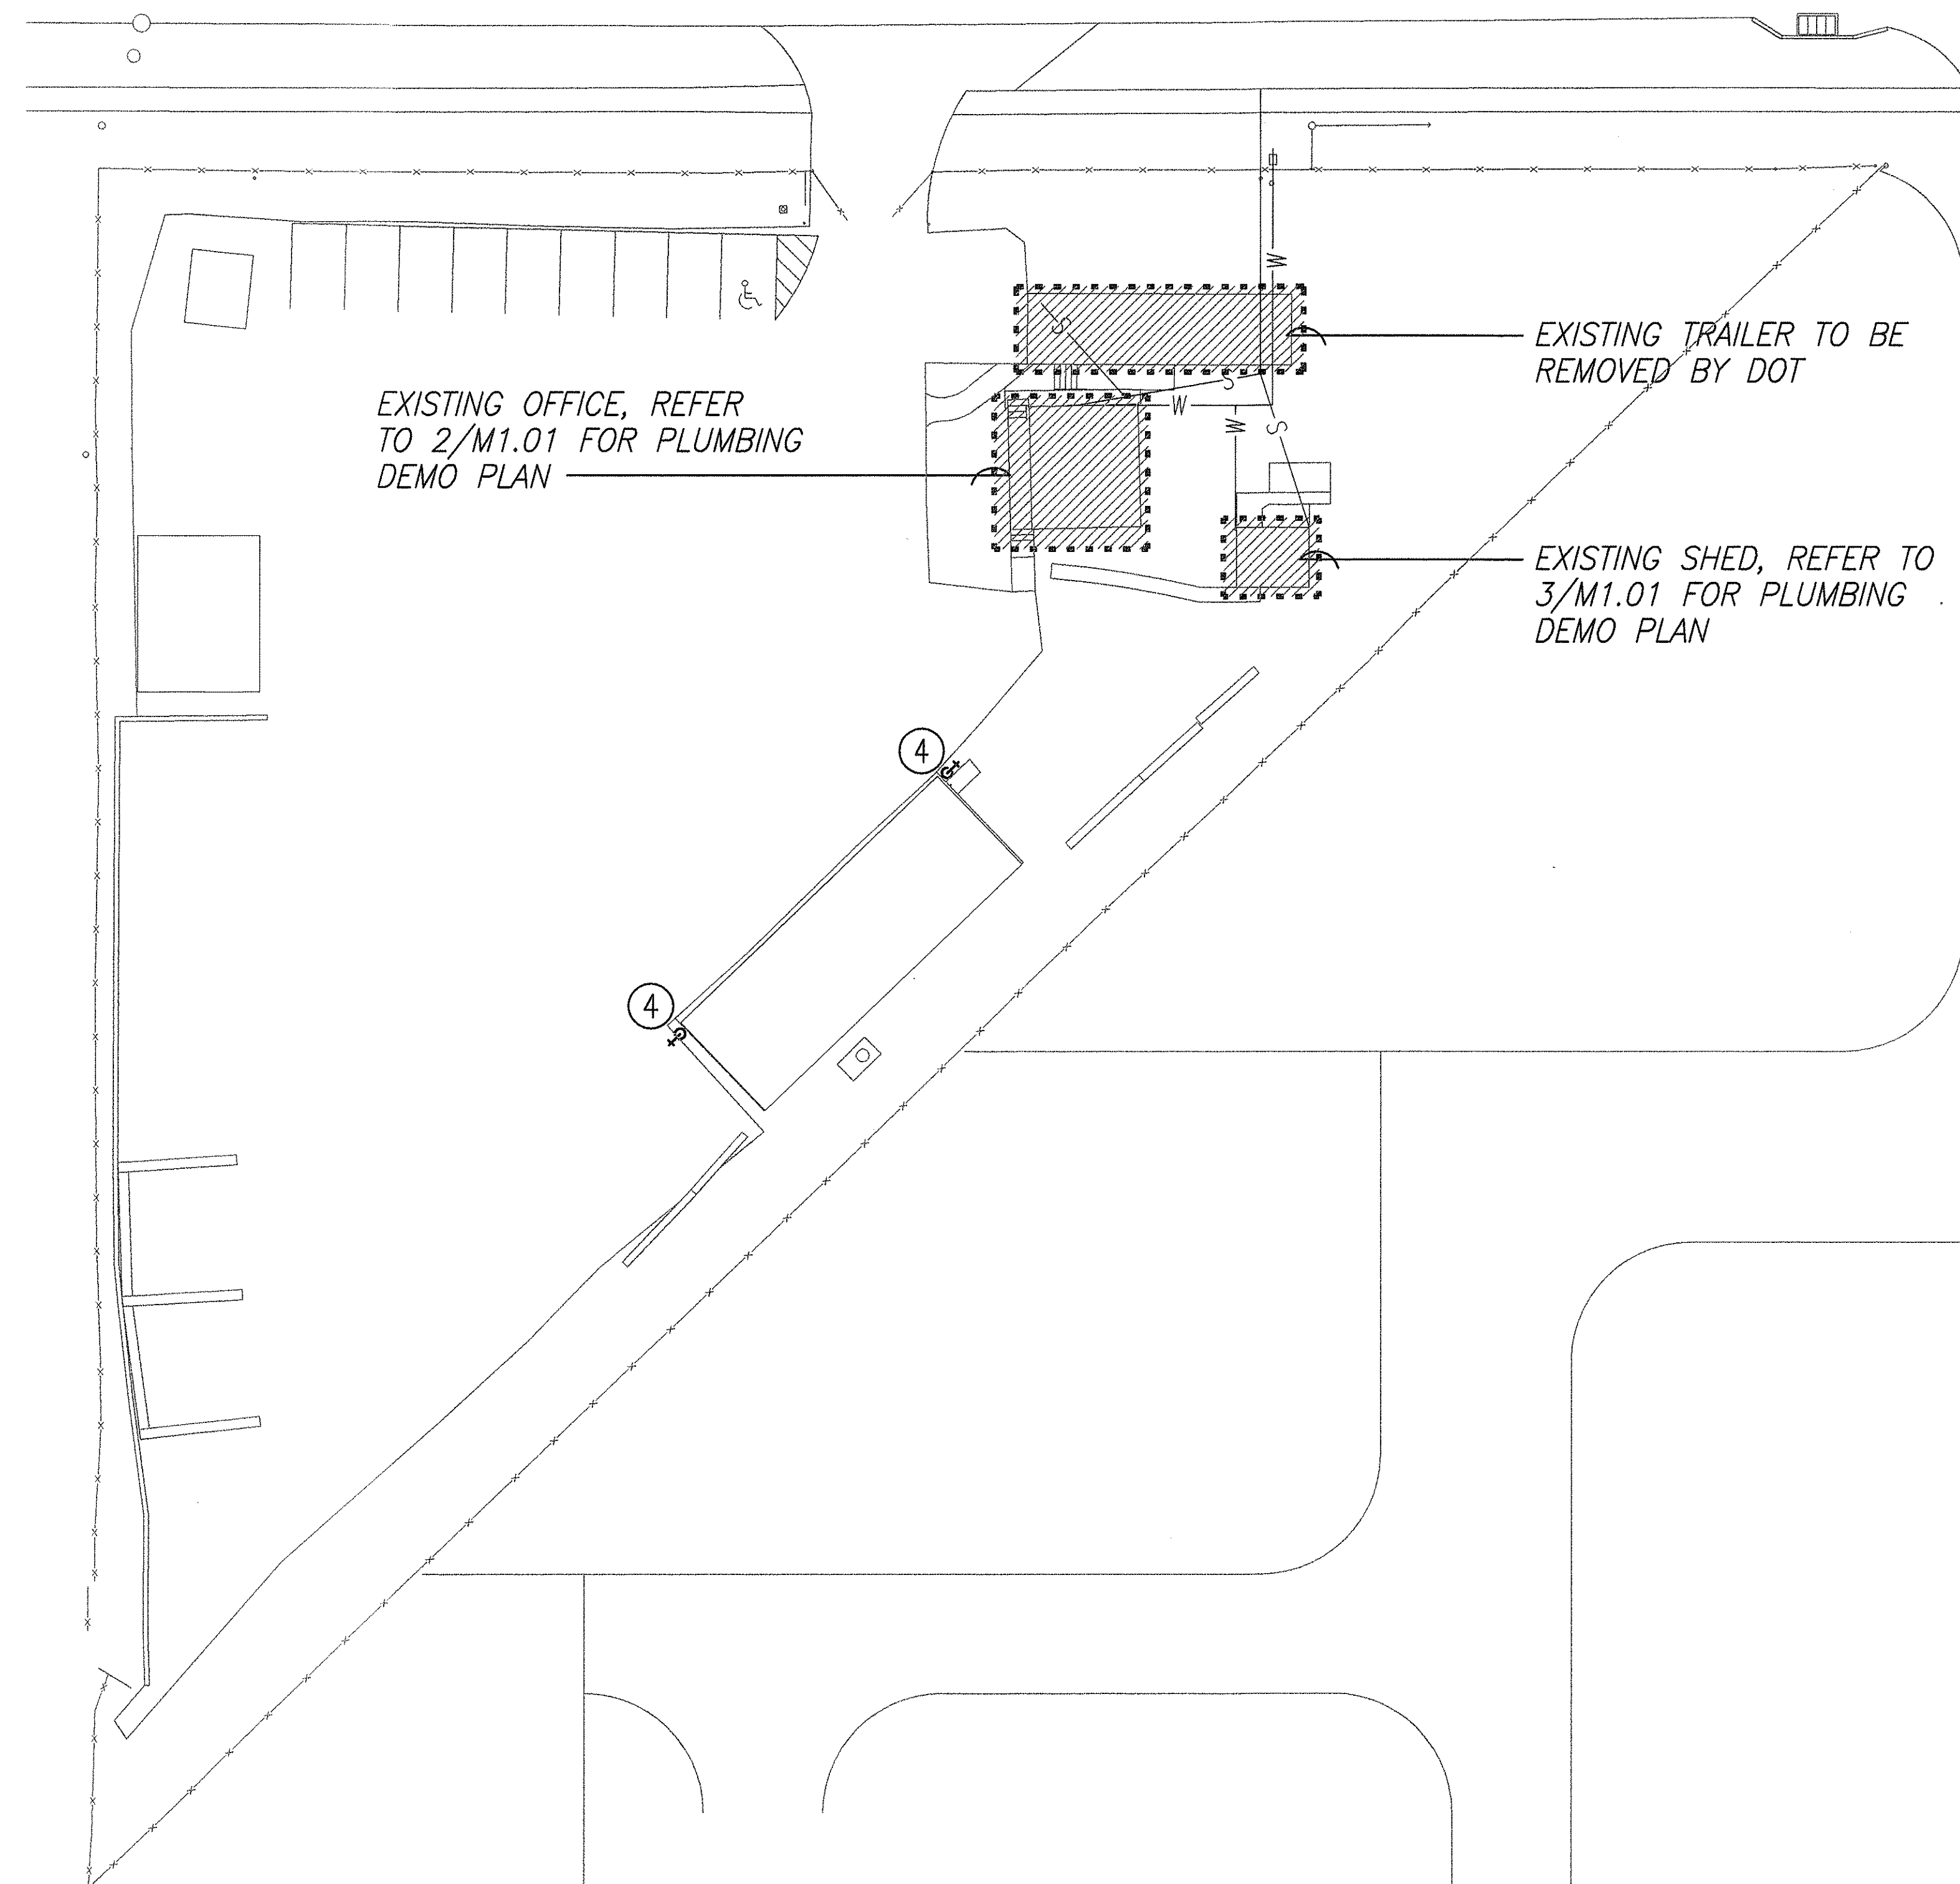 W
EXISTING TRAILER TO BE
REMOVED BY DOT
S
S
EXISTING OFFICE, REFER
TO 2/M1.01 FOR PLUMBING
DEMO PLAN
W
W
S
EXISTING SHED, REFER TO
3/M1.01 FOR PLUMBING
DEMO PLAN
4
4